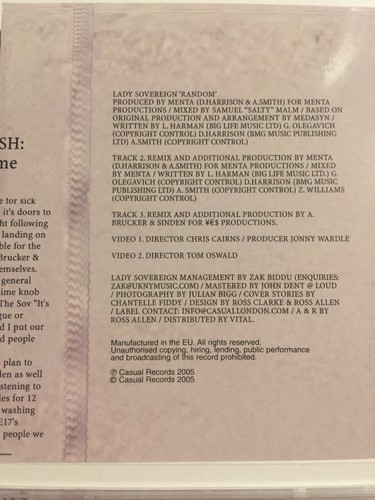 SH:
me
e tor sick
it's doors to
ht following
landing on
ble for the
Brucker &
emselves.
general
ime knob
The Sov "It's
gue or
d I put our
d people
plan to
len as well
stening to
les for 12
washing
E17's
people we
LADY SOVEREIGN "RANDOM"
PRODUCED BY MENTA (D.HARRISON & A.SMITH) FOR MENTA
PRODUCTIONS / MIXED BY SAMUEL "SALTY" MALM / BASED ON
ORIGINAL PRODUCTION AND ARRANGEMENT BY MEDASYN /
WRITTEN BY L. HARMAN (BIG LIFE MUSIC LTD) G. OLEGAVICH
(COPYRIGHT CONTROL) D.HARRISON (BMG MUSIC PUBLISHING
LTD) A.SMITH (COPYRIGHT CONTROL)
TRACK 2. REMIX AND ADDITIONAL PRODUCTION BY MENTA
(D.HARRISON & A.SMITH) FOR MENTA PRODUCTIONS / MIXED
BY MENTA / WRITTEN BY L. HARMAN (BIG LIFE MUSIC LTD.) G.
OLEGAVICH (COPYRIGHT CONTROL) D.HARRISON (BMG MUSIC
PUBLISHING LTD) A. SMITH (COPYRIGHT CONTROL) Z. WILLIAMS
(COPYRIGHT CONTROL)
TRACK 3. REMIX AND ADDITIONAL PRODUCTION BY A.
BRUCKER & SINDEN FOR ¥€$ PRODUCTIONS.
VIDEO 1. DIRECTOR CHRIS CAIRNS / PRODUCER JONNY WARDLE
VIDEO 2. DIRECTOR TOM OSWALD
LADY SOVEREIGN MANAGEMENT BY ZAK BIDDU (ENQUIRIES:
ZAK@UKNYMUSIC.COM) / MASTERED BY JOHN DENT @ LOUD
/ PHOTOGRAPHY BY JULIAN BIGG / COVER STORIES BY
CHANTELLE FIDDY / DESIGN BY ROSS CLARKE & ROSS ALLEN
/ LABEL CONTACT: INFO@CASUALLONDON.COM / A & R BY
ROSS ALLEN / DISTRIBUTED BY VITAL.
Manufactured in the EU. All rights reserved.
Unauthorised copying, hiring, lending, public performance
and broadcasting of this record prohibited.
℗ Casual Records 2005
© Casual Records 2005